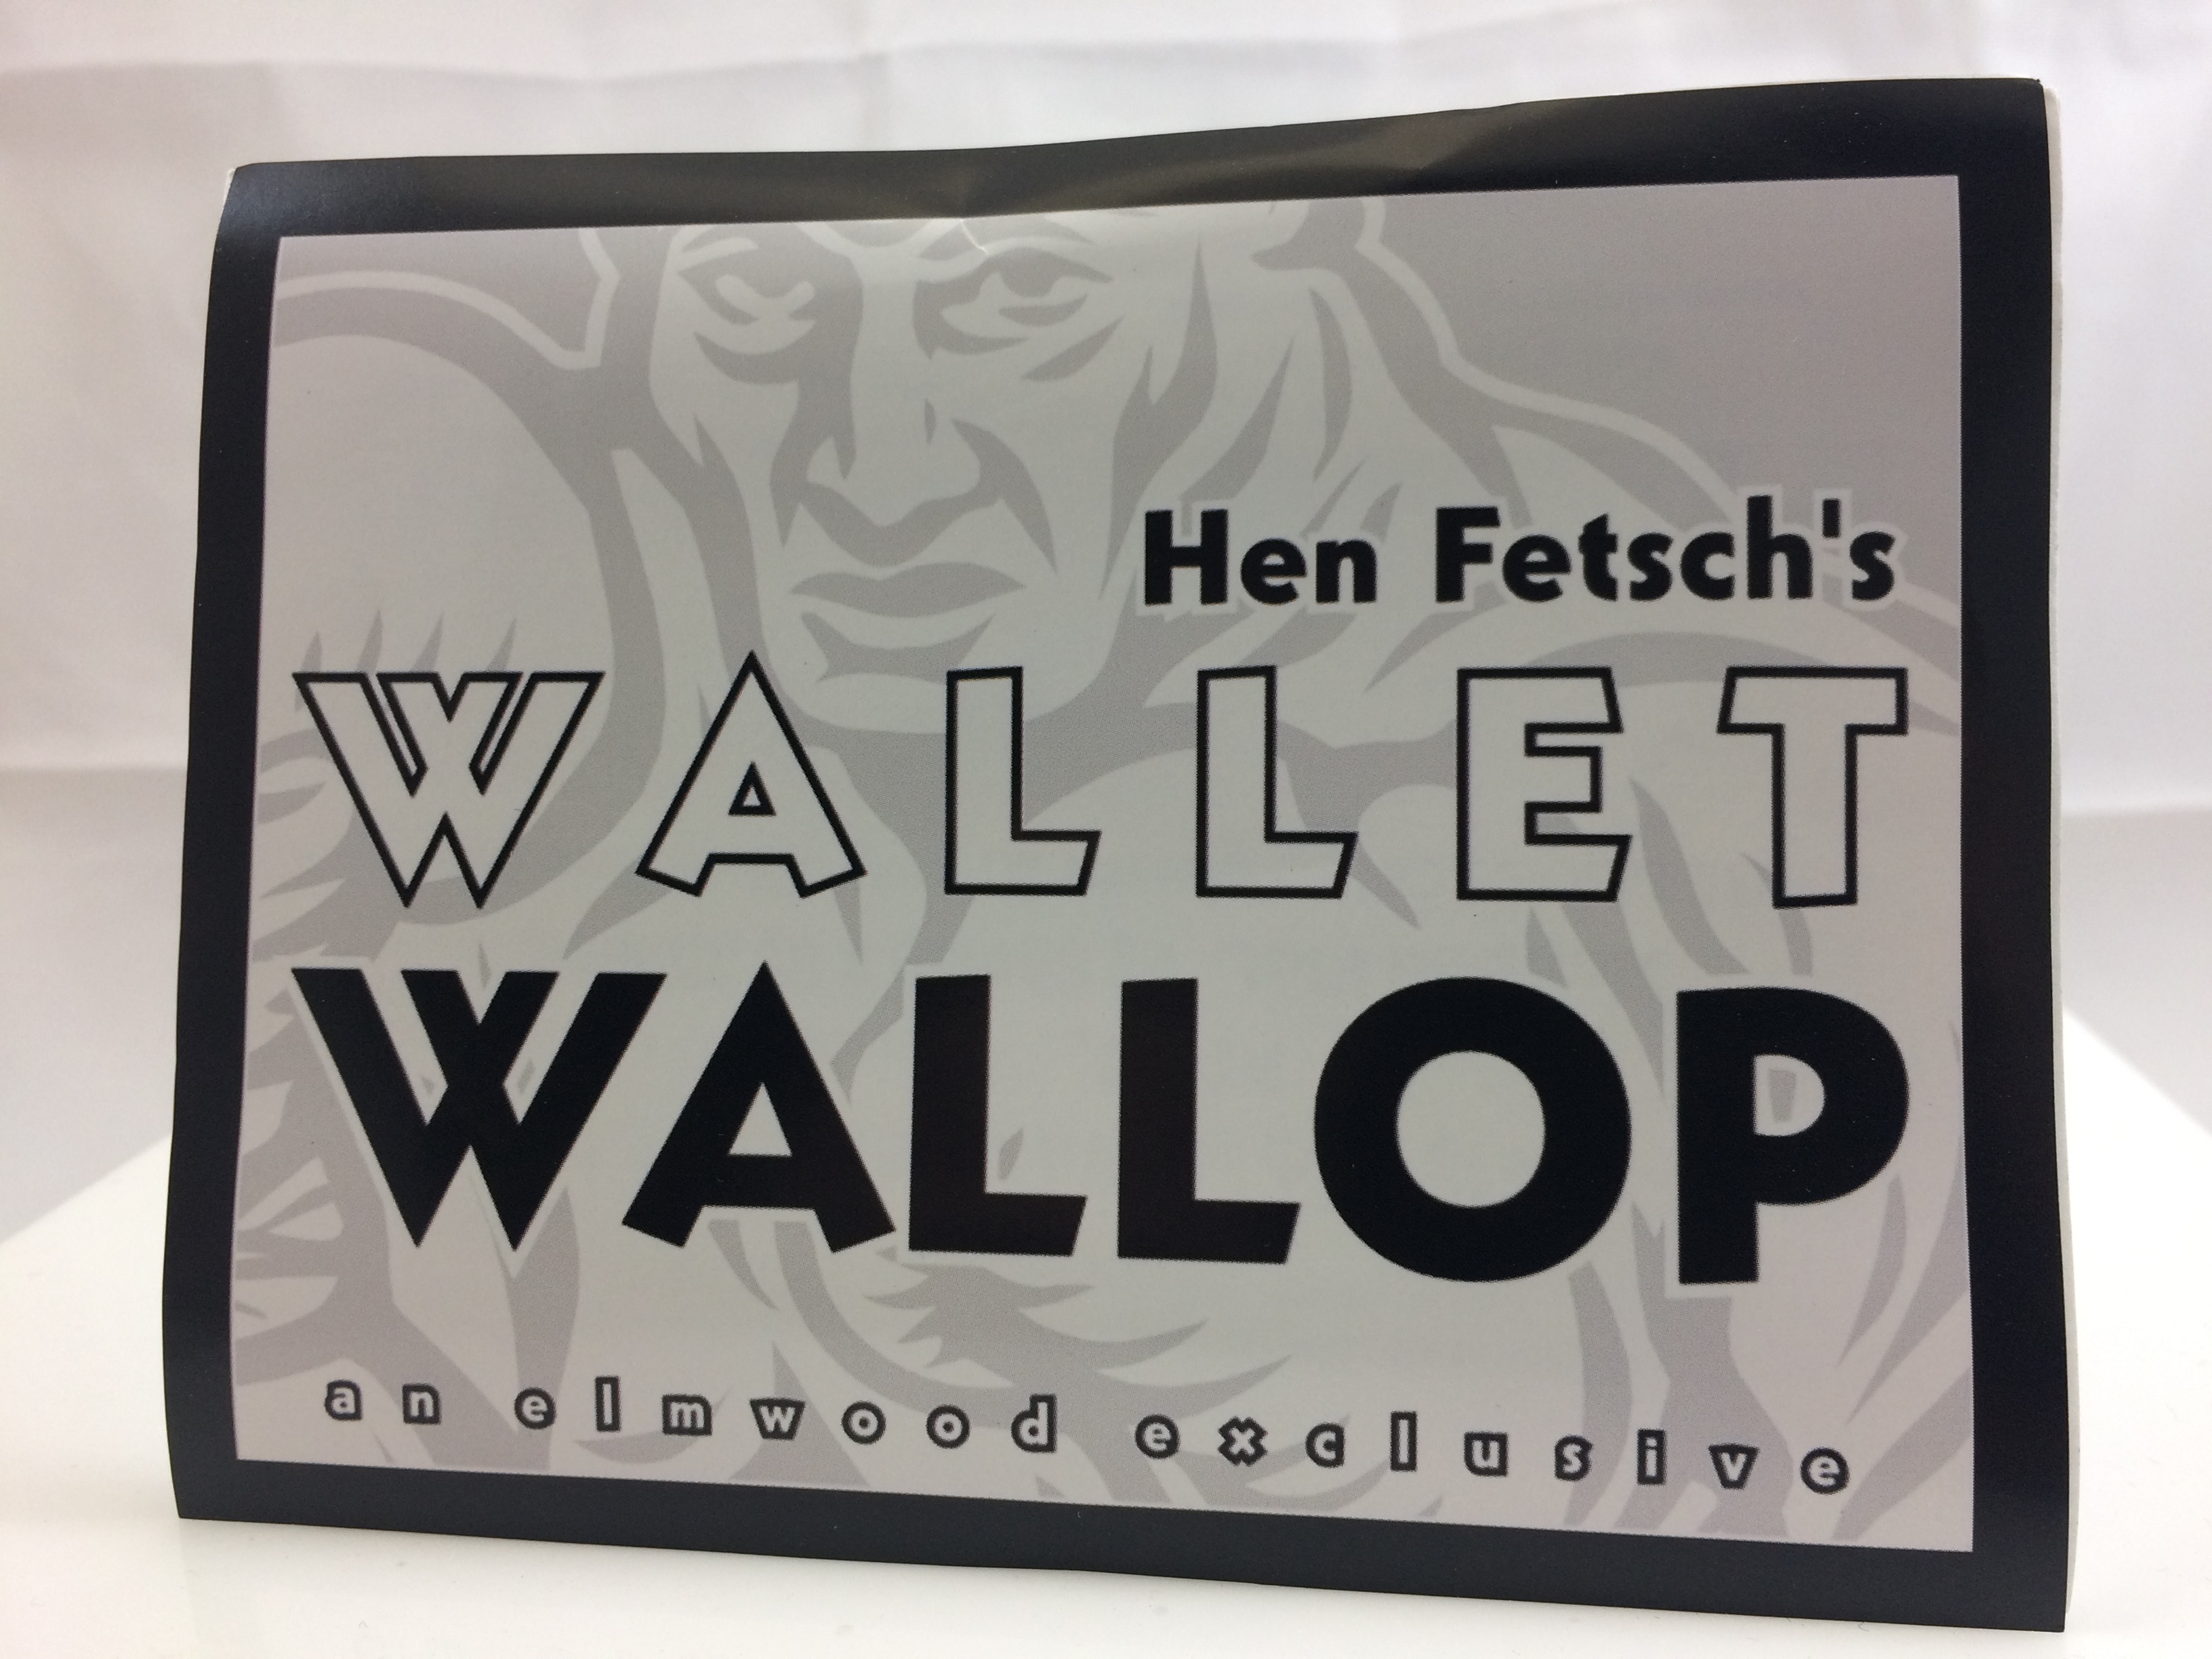 Hen Fetsch's
WALLET
WALLOP
an elmwood exclusive